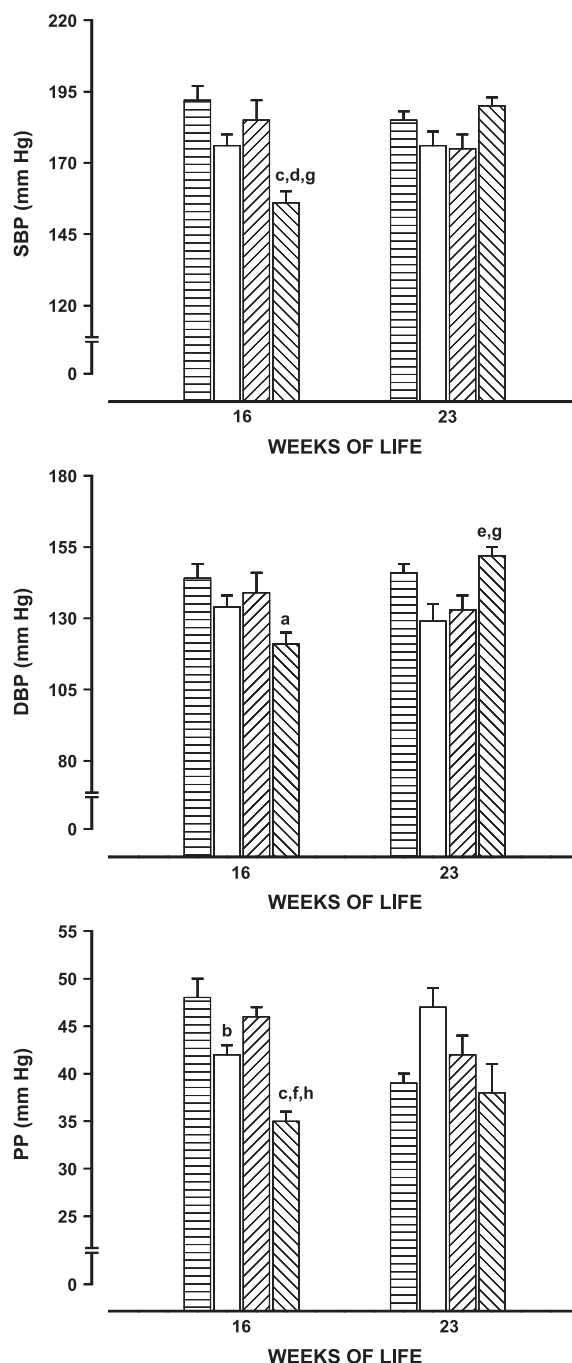 220
195
170
145
120
0
SBP (mm Hg)
c,d,g
16
23
WEEKS OF LIFE
180
155
130
105
80
0
DBP (mm Hg)
a
e,g
16
23
WEEKS OF LIFE
55
50
45
40
35
30
25
0
PP (mm Hg)
b
c,f,h
16
23
WEEKS OF LIFE